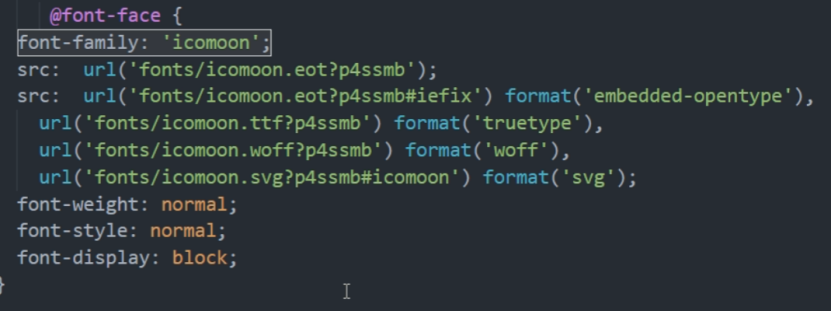 @font-face {
font-family: 'icomoon';
src:  url('fonts/icomoon.eot?p4ssmb');
src:  url('fonts/icomoon.eot?p4ssmb#iefix') format('embedded-opentype'),
url('fonts/icomoon.ttf?p4ssmb') format('truetype'),
url('fonts/icomoon.woff?p4ssmb') format('woff'),
url('fonts/icomoon.svg?p4ssmb#icomoon') format('svg');
font-weight: normal;
font-style: normal;
font-display: block;
}